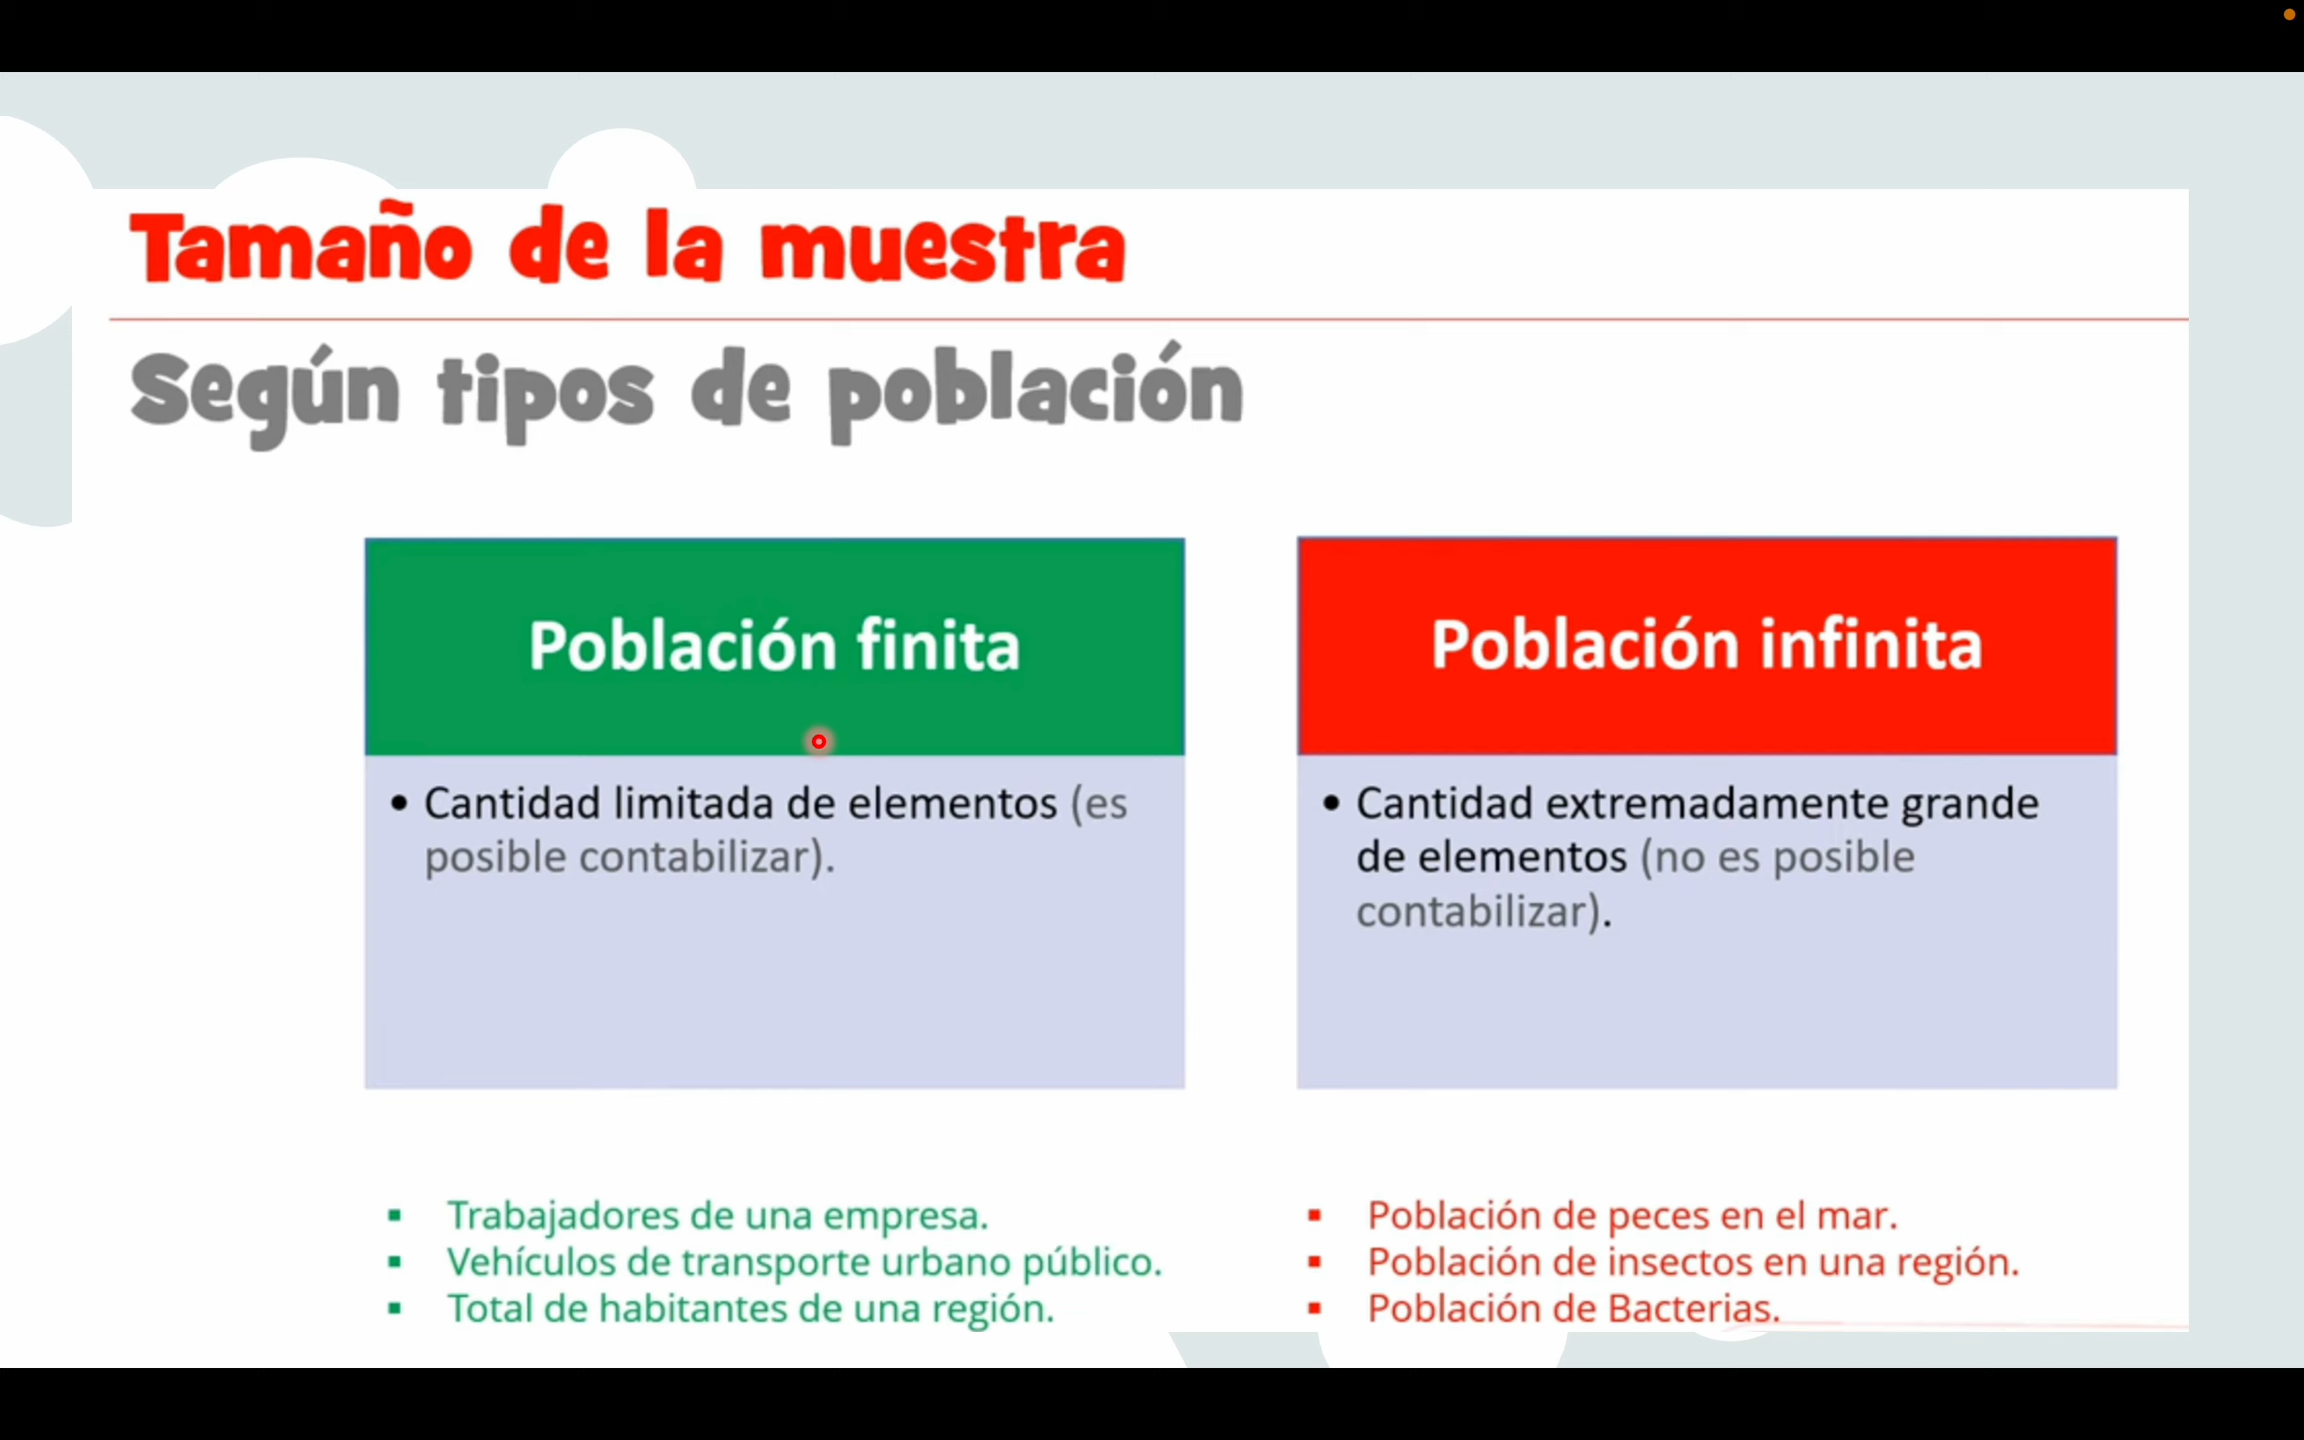 Tamaño de la muestra
Según tipos de población
Población finita
• Cantidad limitada de elementos (es
posible contabilizar).
Población infinita
• Cantidad extremadamente grande
de elementos (no es posible
contabilizar).
▪ Trabajadores de una empresa.
▪ Vehículos de transporte urbano público.
▪ Total de habitantes de una región.
▪ Población de peces en el mar.
▪ Población de insectos en una región.
▪ Población de Bacterias.